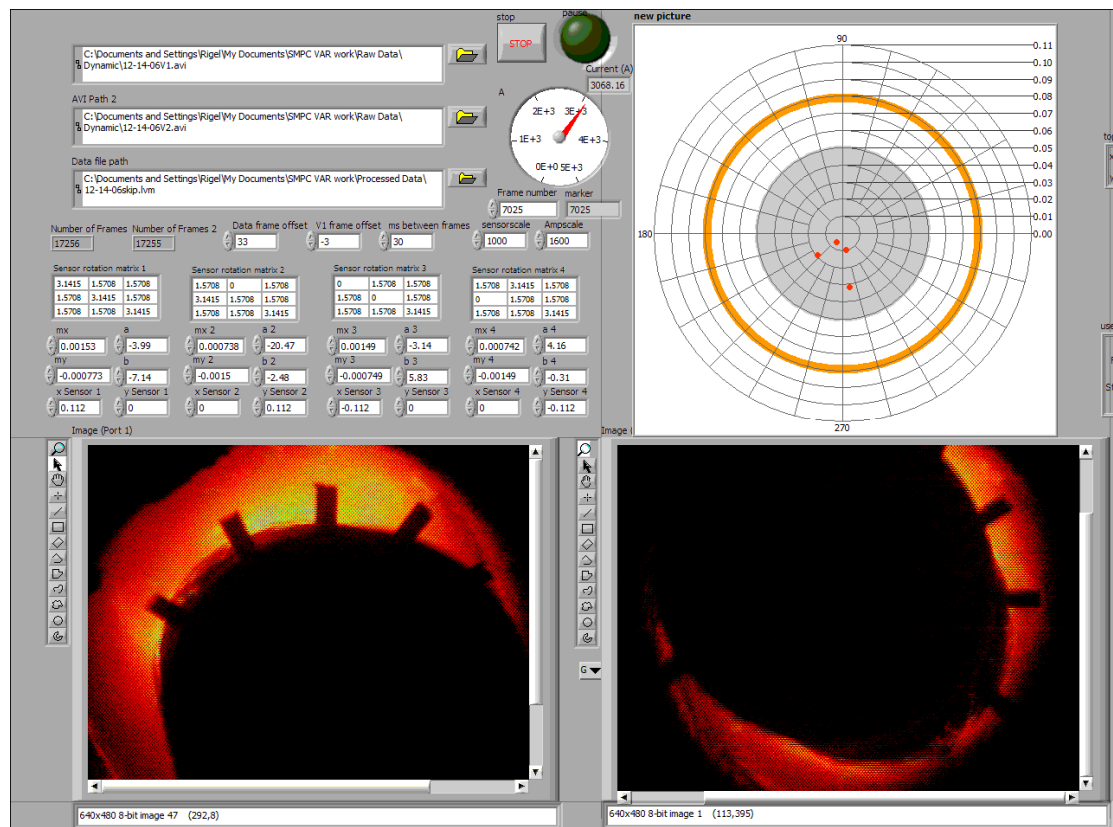 stop
pause
new picture
STOP
C:\Documents and Settings\Rigel\My Documents\SMPC VAR work\Raw Data\
Dynamic\12-14-06V1.avi
Current (A)
3068.16
AVI Path 2
C:\Documents and Settings\Rigel\My Documents\SMPC VAR work\Raw Data\
Dynamic\12-14-06V2.avi
A
0E+0
1E+3
2E+3
3E+3
4E+3
5E+3
Data file path
C:\Documents and Settings\Rigel\My Documents\SMPC VAR work\Processed Data\
12-14-06skip.lvm
Frame number marker
7025 7025
Number of Frames Number of Frames 2 Data frame offset V1 frame offset ms between frames sensorscale Ampscale
17256 17255 33 -3 30 1000 1600
Sensor rotation matrix 1
3.1415 1.5708 1.5708
1.5708 3.1415 1.5708
1.5708 1.5708 3.1415
Sensor rotation matrix 2
1.5708 0 1.5708
3.1415 1.5708 1.5708
1.5708 1.5708 3.1415
Sensor rotation matrix 3
0 1.5708 1.5708
1.5708 0 1.5708
1.5708 1.5708 3.1415
Sensor rotation matrix 4
1.5708 3.1415 1.5708
0 1.5708 1.5708
1.5708 1.5708 3.1415
mx a mx 2 a 2 mx 3 a 3 mx 4 a 4
0.00153 -3.99 0.000738 -20.47 0.00149 -3.14 0.000742 4.16
my b my 2 b 2 my 3 b 3 my 4 b 4
-0.000773 -7.14 -0.0015 -2.48 -0.000749 5.83 -0.00149 -0.31
x Sensor 1 y Sensor 1 x Sensor 2 y Sensor 2 x Sensor 3 y Sensor 3 x Sensor 4 y Sensor 4
0.112 0 0 0.112 -0.112 0 0 -0.112
90
180
270
0.11
0.10
0.09
0.08
0.07
0.06
0.05
0.04
0.03
0.02
0.01
0.00
Image (Port 1)
Image (
G
640x480 8-bit image 47 (292,8)
640x480 8-bit image 1 (113,395)